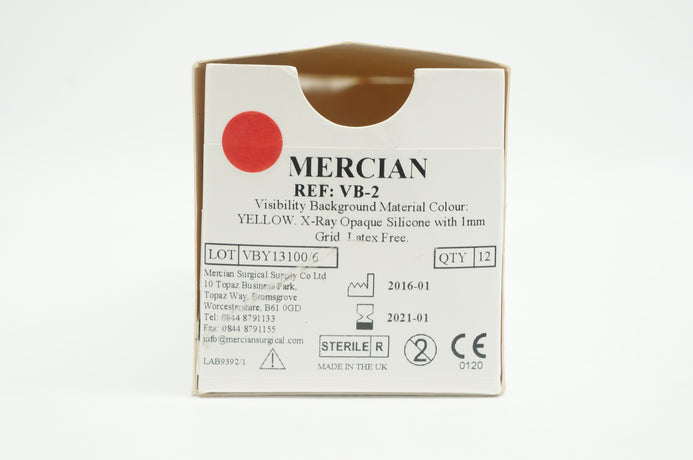 MERCIAN
REF: VB-2
Visibility Background Material Colour:
YELLOW. X-Ray Opaque Silicone with 1mm
Grid. Latex Free.
LOT VBY13100/6 QTY 12
Mercian Surgical Supply Co Ltd
10 Topaz Business Park,
Topaz Way, Bromsgrove
Worcestershire, B61 0GD
Tel: 0844 8791133
Fax: 0844 8791155
info@merciansurgical.com
LAB9392/1
2016-01
2021-01
STERILE R
MADE IN THE UK
2
CE
0120